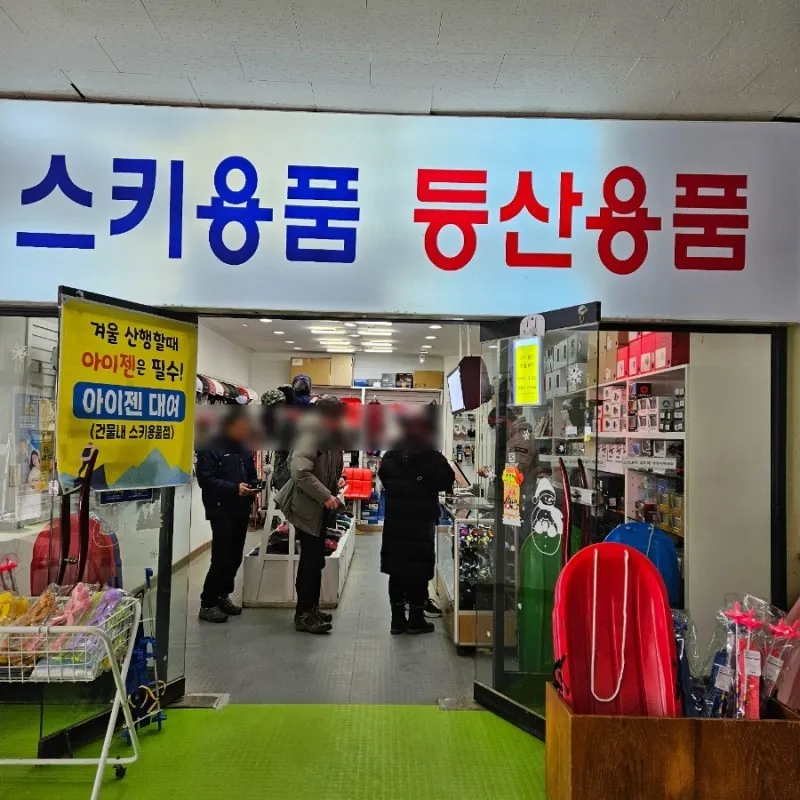 스키용품 등산용품
겨울 산행할때
아이젠은 필수!
아이젠 대여
(건물내 스키용품점)